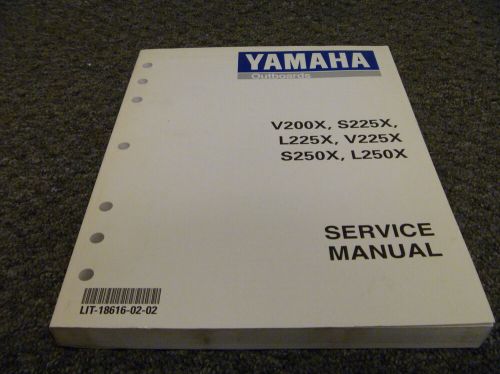 YAMAHA
Outboards
V200X, S225X,
L225X, V225X
S250X, L250X
SERVICE
MANUAL
LIT-18616-02-02